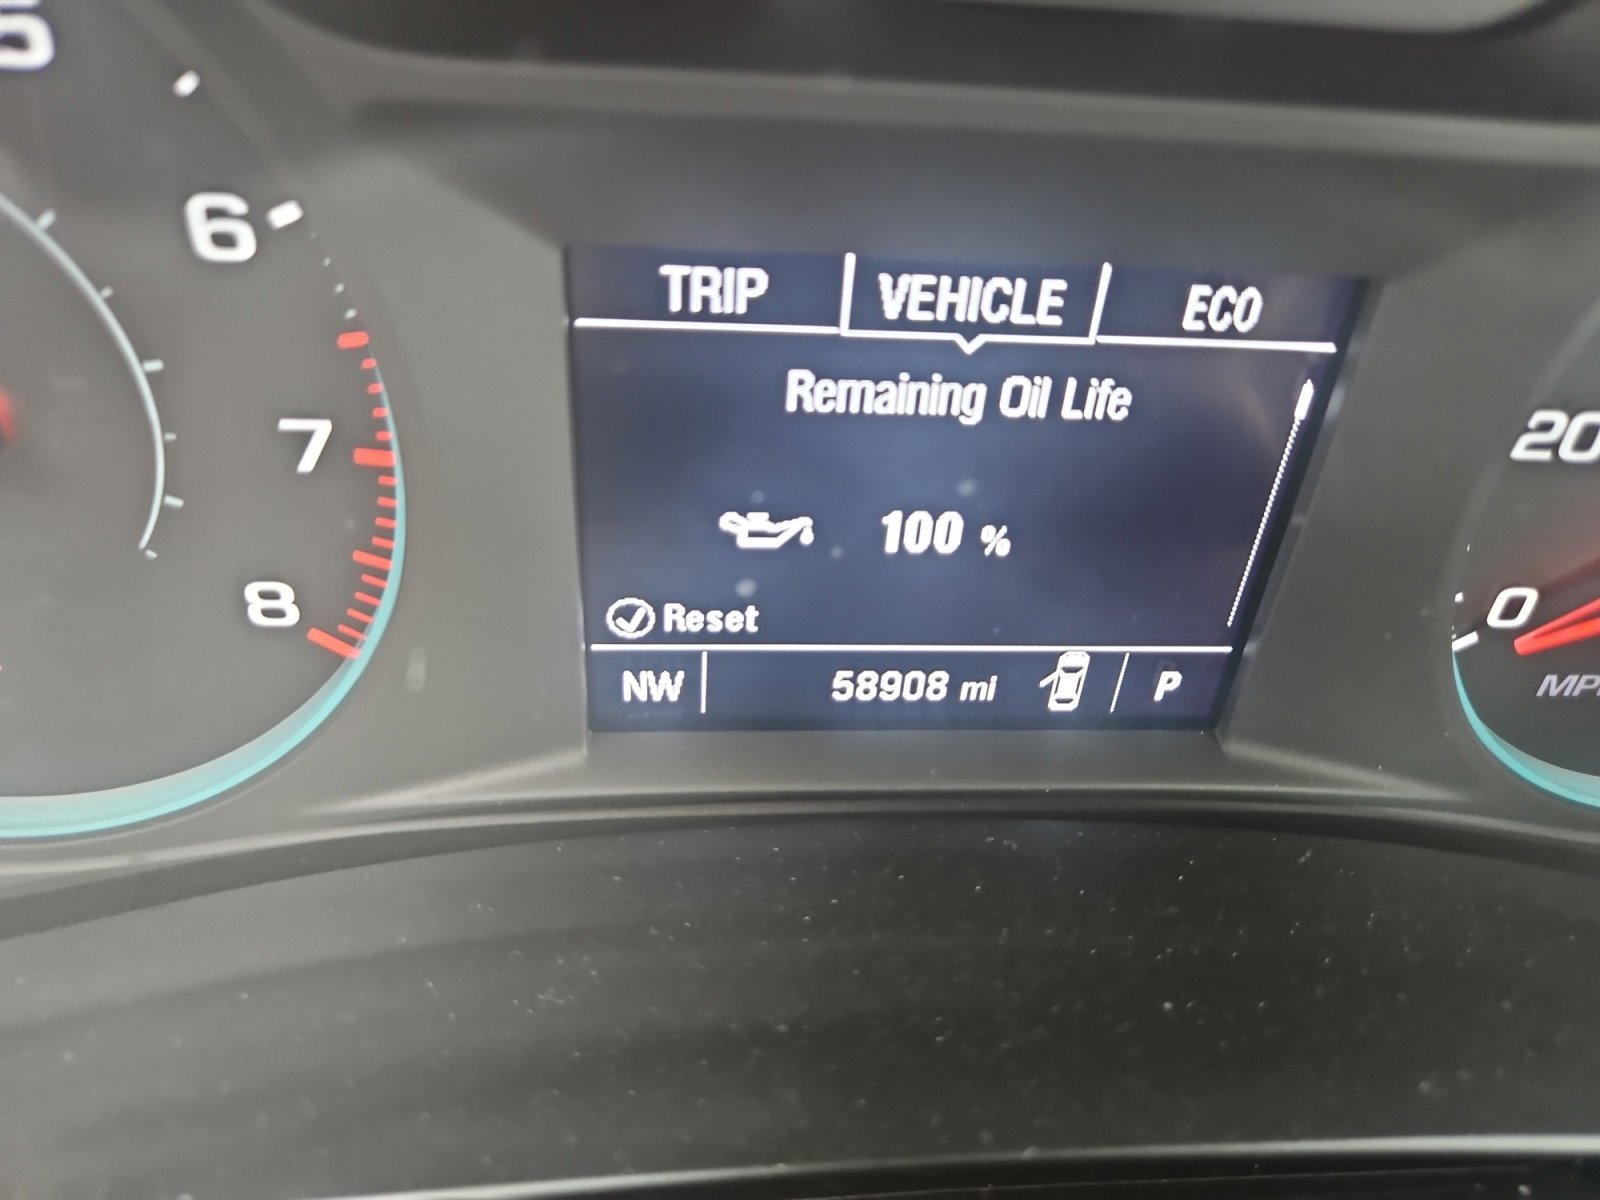 6
7
8
TRIP VEHICLE ECO
Remaining Oil Life
100 %
Reset
NW 58908 mi P
20
0